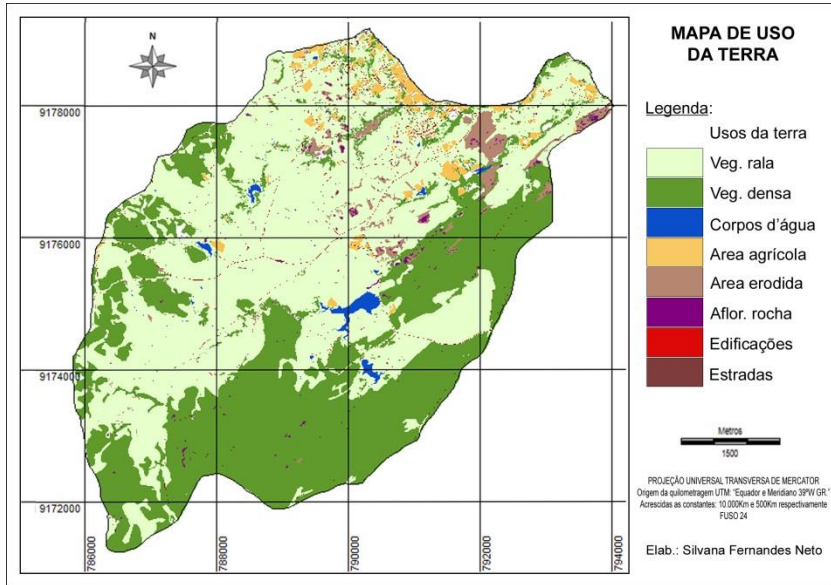 N
9178000
9176000
9174000
9172000
786000
788000
790000
792000
794000
MAPA DE USO
DA TERRA
Legenda:
Usos da terra
Veg. rala
Veg. densa
Corpos d'água
Area agrícola
Area erodida
Aflor. rocha
Edificações
Estradas
Metros
1500
PROJEÇÃO UNIVERSAL TRANSVERSA DE MERCATOR
Origem da quilometragem UTM: "Equador e Meridiano 39ºW GR."
Acrescidas as constantes: 10.000Km e 500Km respectivamente
FUSO 24
Elab.: Silvana Fernandes Neto